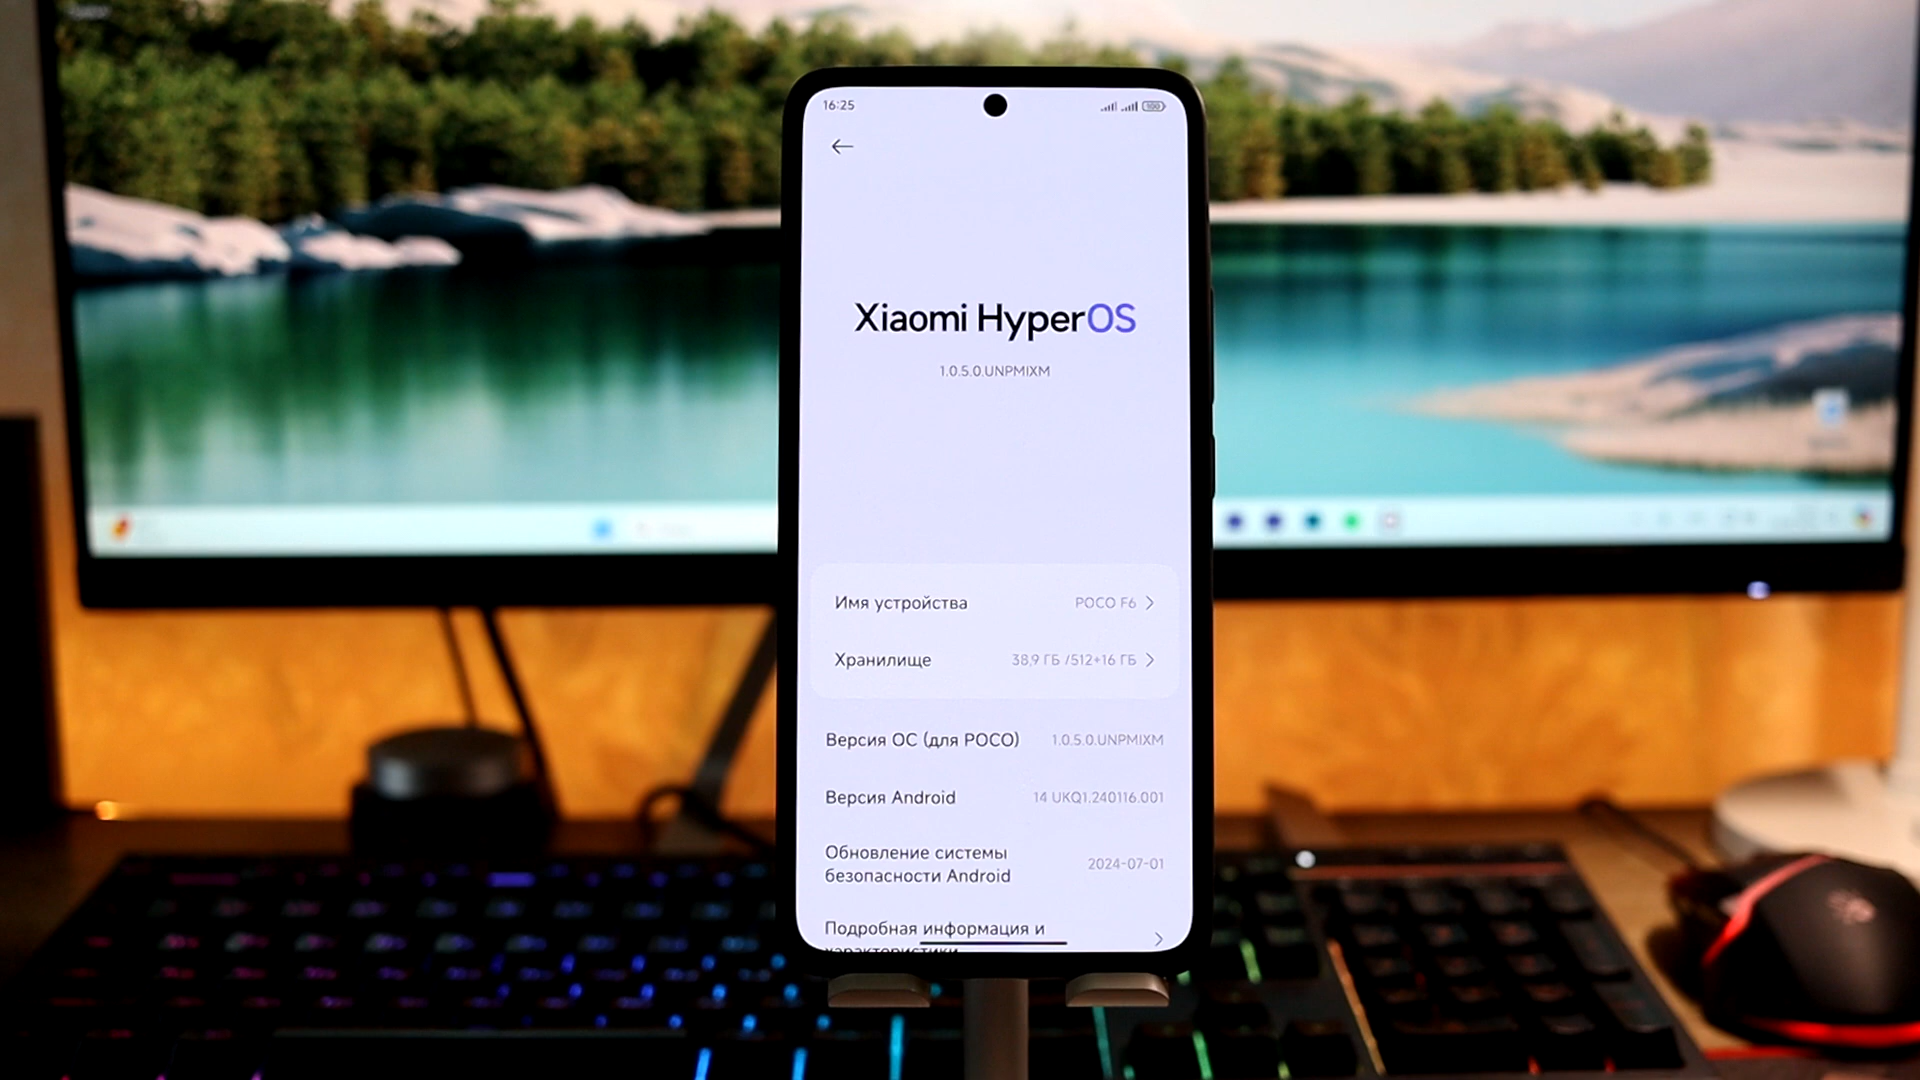 16:25
100
Xiaomi HyperOS
1.0.5.0.UNPMIXM
Имя устройства
POCO F6
Хранилище
38,9 ГБ /512+16 ГБ
Версия ОС (для POCO)
1.0.5.0.UNPMIXM
Версия Android
14 UKQ1.240116.001
Обновление системы
безопасности Android
2024-07-01
Подробная информация и
характеристики